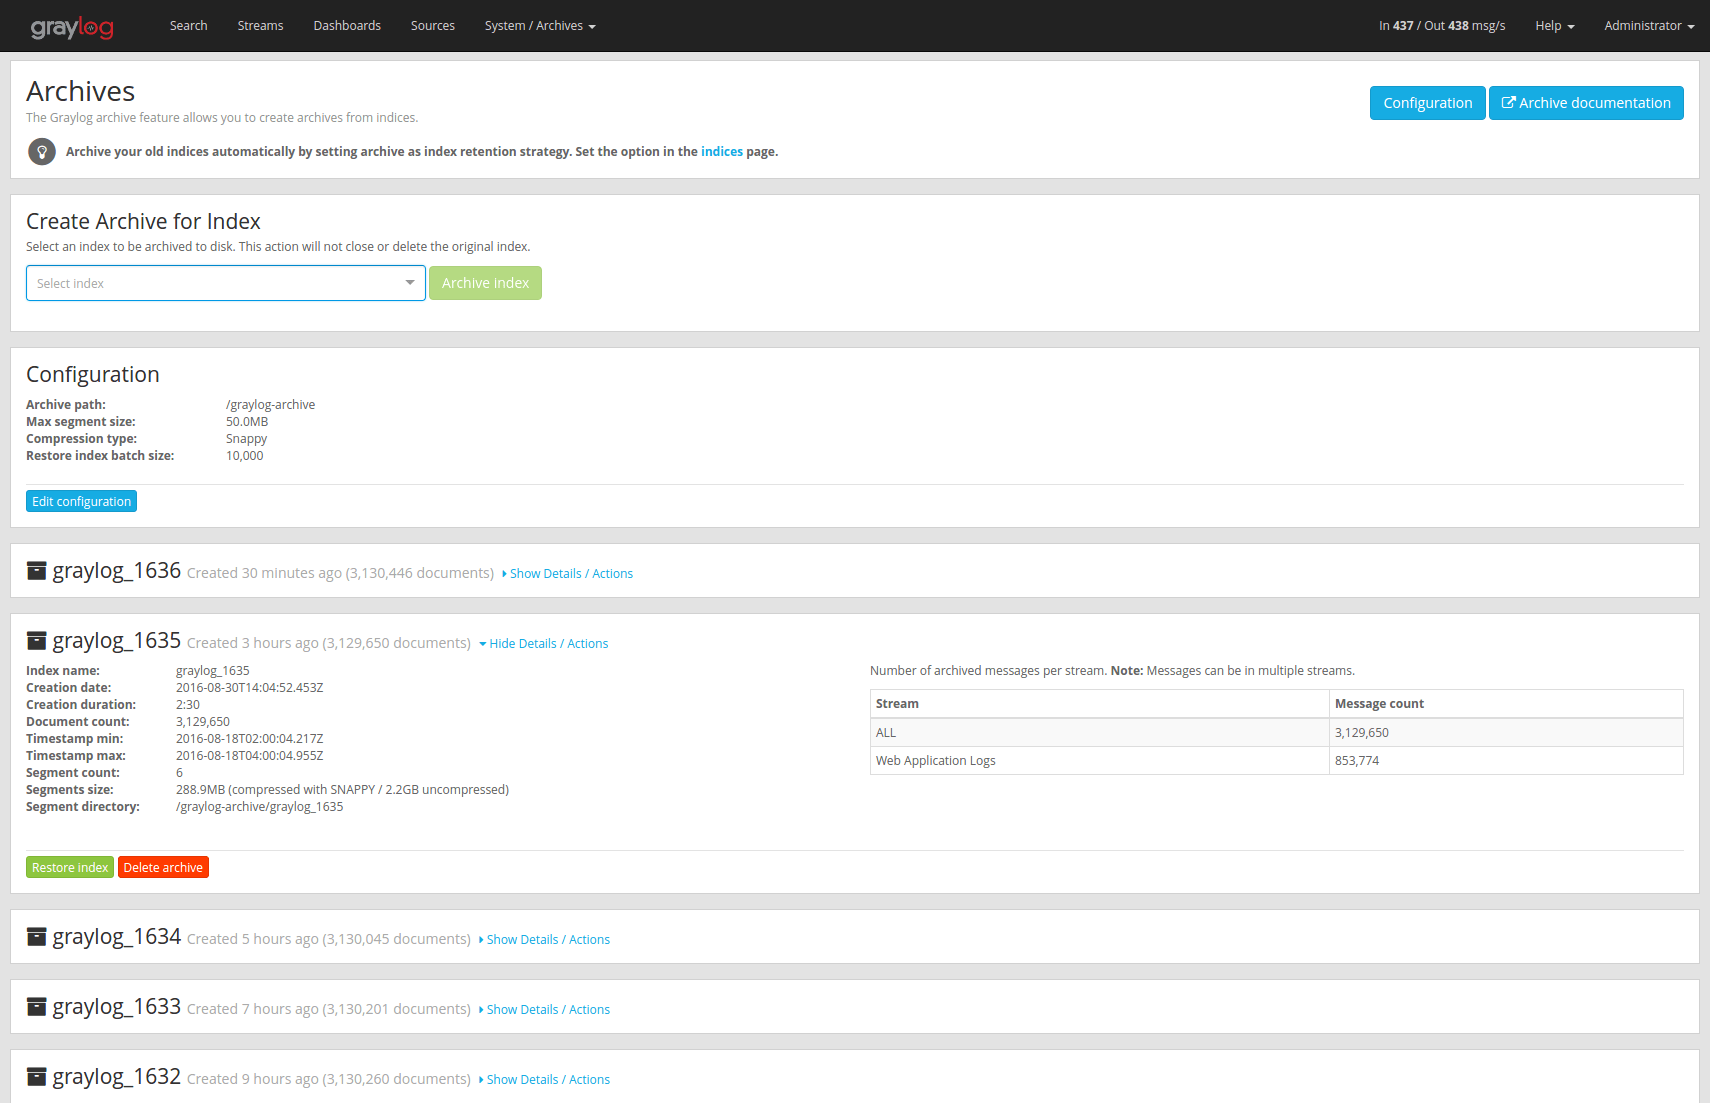 graylog Search Streams Dashboards Sources System / Archives In 437 / Out 438 msg/s Help Administrator
Archives
Configuration Archive documentation
The Graylog archive feature allows you to create archives from indices.
Archive your old indices automatically by setting archive as index retention strategy. Set the option in the indices page.
Create Archive for Index
Select an index to be archived to disk. This action will not close or delete the original index.
Select index Archive Index
Configuration
Archive path: /graylog-archive
Max segment size: 50.0MB
Compression type: Snappy
Restore index batch size: 10,000
Edit configuration
graylog_1636 Created 30 minutes ago (3,130,446 documents) Show Details / Actions
graylog_1635 Created 3 hours ago (3,129,650 documents) Hide Details / Actions
Index name: graylog_1635
Creation date: 2016-08-30T14:04:52.453Z
Creation duration: 2:30
Document count: 3,129,650
Timestamp min: 2016-08-18T02:00:04.217Z
Timestamp max: 2016-08-18T04:00:04.955Z
Segment count: 6
Segments size: 288.9MB (compressed with SNAPPY / 2.2GB uncompressed)
Segment directory: /graylog-archive/graylog_1635
Number of archived messages per stream. Note: Messages can be in multiple streams.
Stream Message count
ALL 3,129,650
Web Application Logs 853,774
Restore index Delete archive
graylog_1634 Created 5 hours ago (3,130,045 documents) Show Details / Actions
graylog_1633 Created 7 hours ago (3,130,201 documents) Show Details / Actions
graylog_1632 Created 9 hours ago (3,130,260 documents) Show Details / Actions